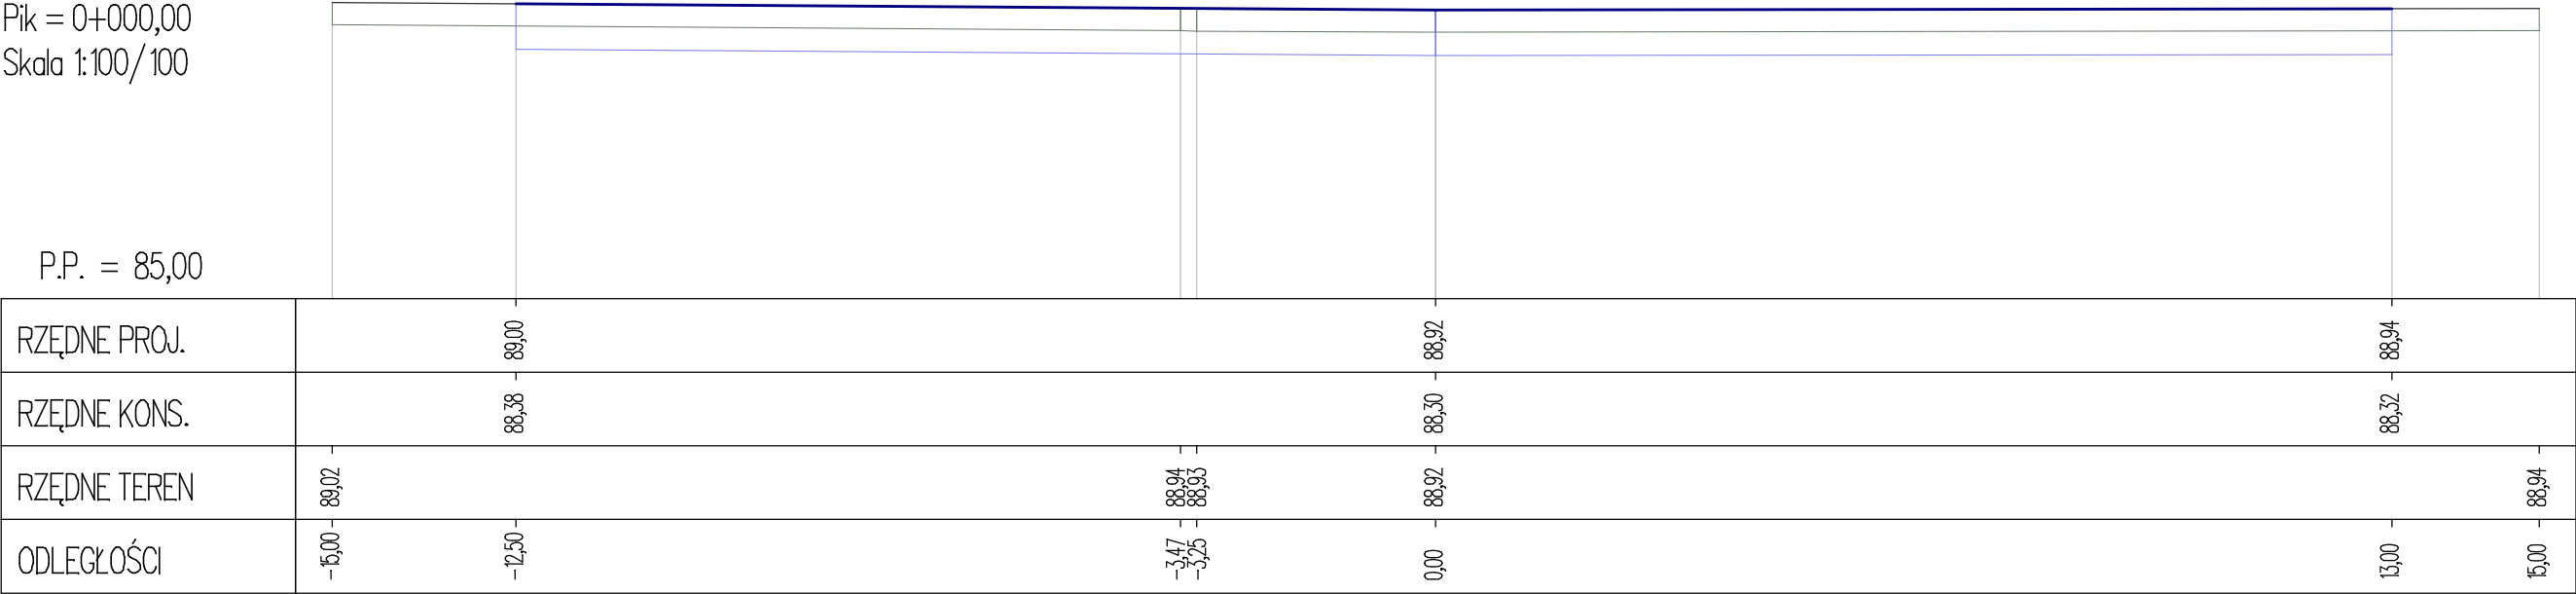 Pik = 0+000,00
Skala 1:100/100
P.P. = 85,00
RZĘDNE PROJ. 89,00 88,92 88,94
RZĘDNE KONS. 88,38 88,30 88,32
RZĘDNE TEREN 89,02 88,94 88,93 88,92 88,94
ODLEGŁOŚCI -15,00 -12,50 -3,47 -3,25 0,00 13,00 15,00